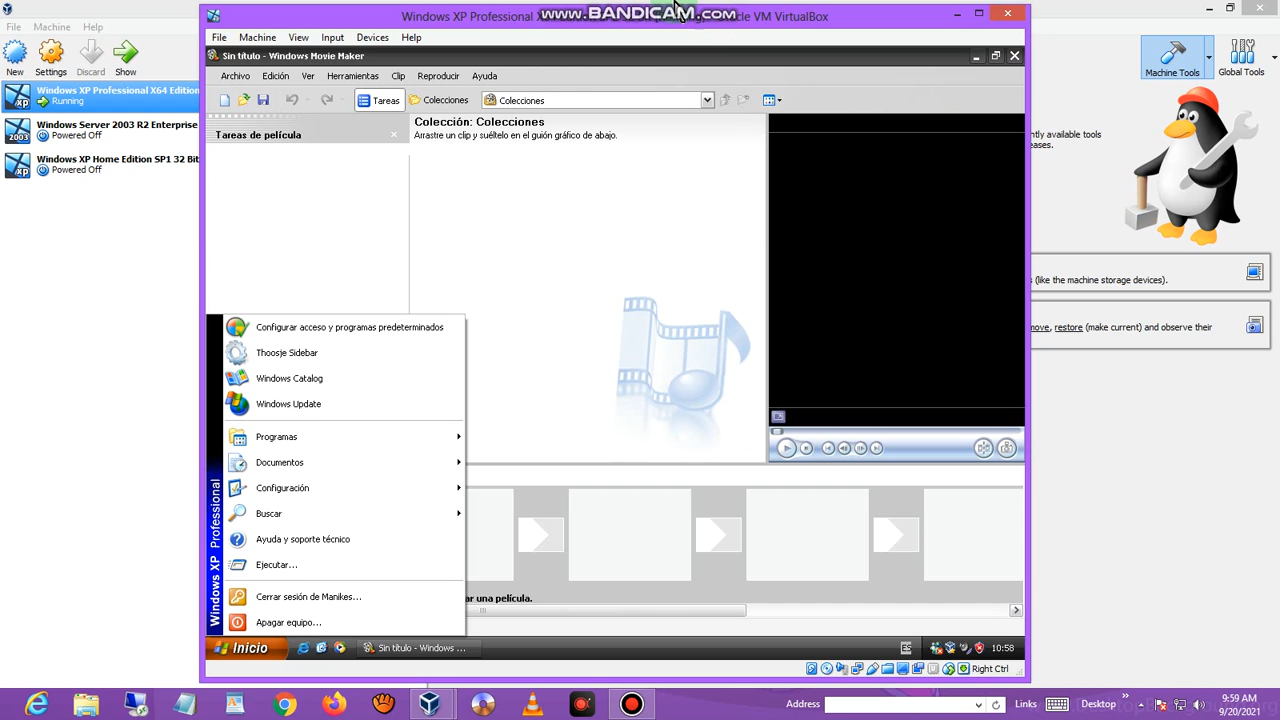 www.BANDICAM.com
Windows XP Professional X
cle VM VirtualBox
File Machine Help
File Machine View Input Devices Help
New Settings Discard Show
Machine Tools Global Tools
Windows XP Professional X64 Edition
Running
Windows Server 2003 R2 Enterprise
Powered Off
Windows XP Home Edition SP1 32 Bit
Powered Off
Sin título - Windows Movie Maker
Archivo Edición Ver Herramientas Clip Reproducir Ayuda
Tareas Colecciones Colecciones
Tareas de película
Colección: Colecciones
Arrastre un clip y suéltelo en el guión gráfico de abajo.
ntly available tools
eases.
(like the machine storage devices).
move, restore (make current) and observe their
Configurar acceso y programas predeterminados
Thoosje Sidebar
Windows Catalog
Windows Update
Programas
Documentos
Configuración
Buscar
Ayuda y soporte técnico
Ejecutar...
Cerrar sesión de Manikes...
Apagar equipo...
Windows XP Professional
ar una película.
Inicio
Sin título - Windows ...
ES
10:58
Right Ctrl
Address
Links
Desktop
9:59 AM
9/20/2021